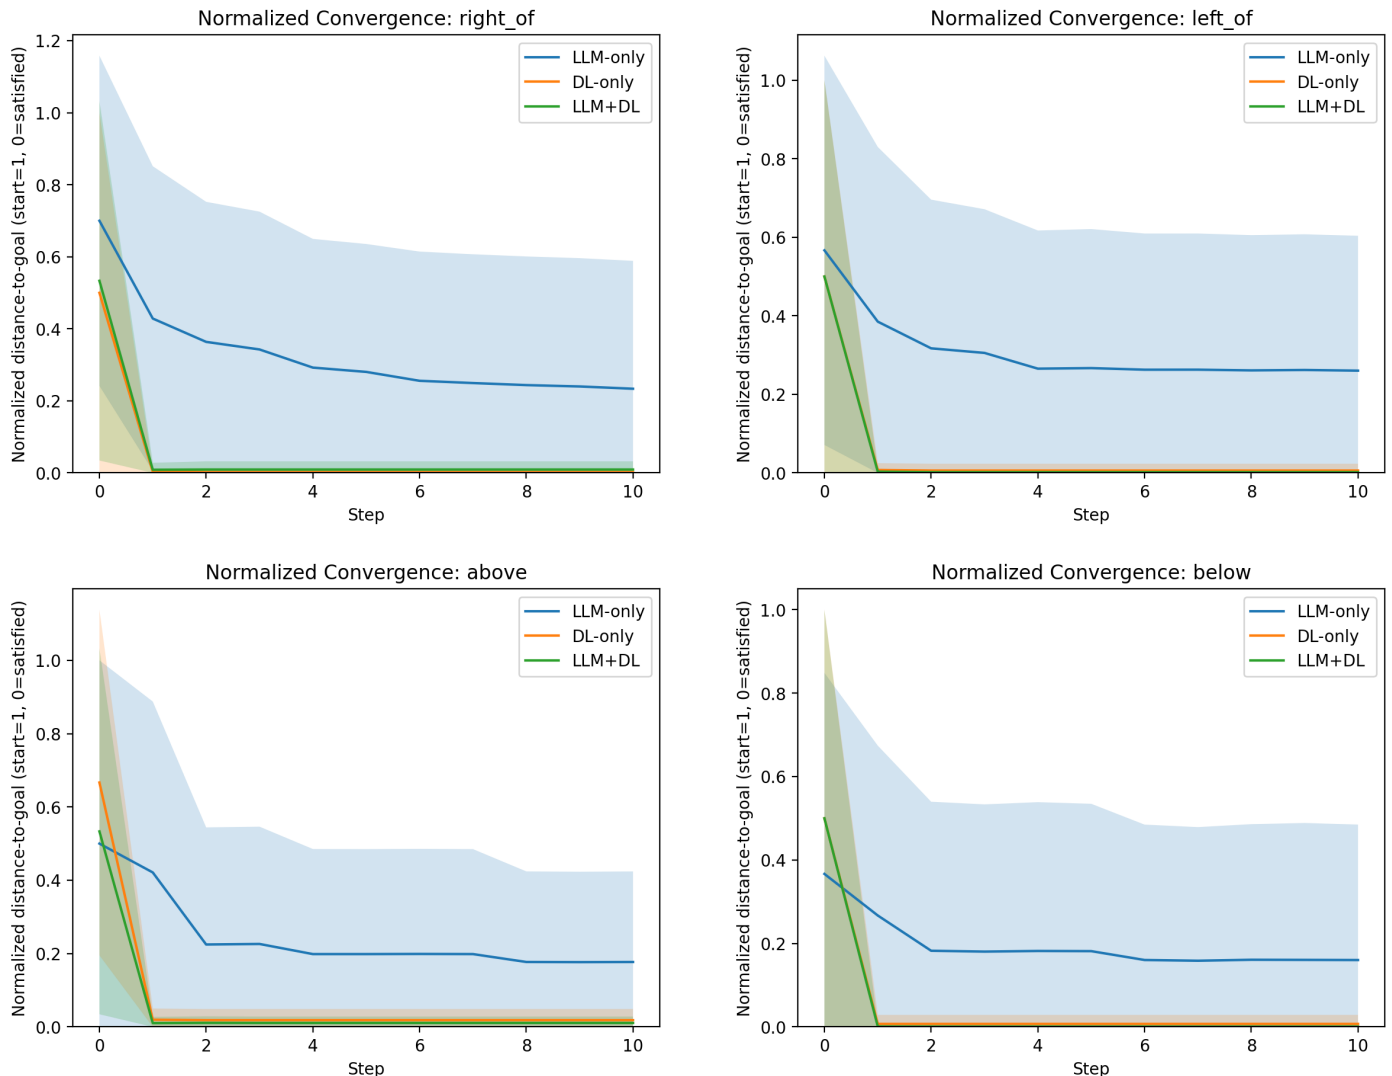 Normalized Convergence: right_of
Normalized distance-to-goal (start=1, 0=satisfied)
1.2
1.0
0.8
0.6
0.4
0.2
0.0
LLM-only
DL-only
LLM+DL
0 2 4 6 8 10
Step
Normalized Convergence: left_of
Normalized distance-to-goal (start=1, 0=satisfied)
1.0
0.8
0.6
0.4
0.2
0.0
LLM-only
DL-only
LLM+DL
0 2 4 6 8 10
Step
Normalized Convergence: above
Normalized distance-to-goal (start=1, 0=satisfied)
1.0
0.8
0.6
0.4
0.2
0.0
LLM-only
DL-only
LLM+DL
0 2 4 6 8 10
Step
Normalized Convergence: below
Normalized distance-to-goal (start=1, 0=satisfied)
1.0
0.8
0.6
0.4
0.2
0.0
LLM-only
DL-only
LLM+DL
0 2 4 6 8 10
Step